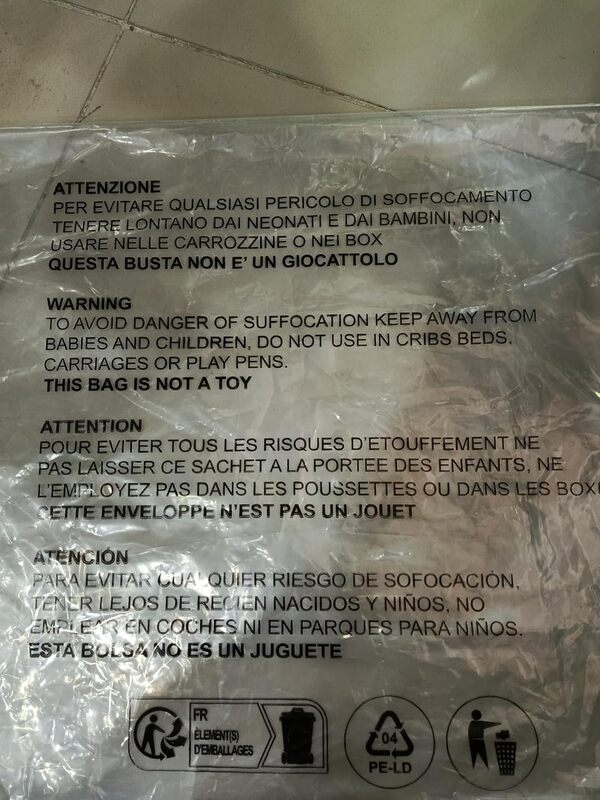 ATTENZIONE
PER EVITARE QUALSIASI PERICOLO DI SOFFOCAMENTO
TENERE LONTANO DAI NEONATI E DAI BAMBINI, NON
USARE NELLE CARROZZINE O NEI BOX
QUESTA BUSTA NON E' UN GIOCATTOLO
WARNING
TO AVOID DANGER OF SUFFOCATION KEEP AWAY FROM
BABIES AND CHILDREN, DO NOT USE IN CRIBS BEDS,
CARRIAGES OR PLAY PENS.
THIS BAG IS NOT A TOY
ATTENTION
POUR EVITER TOUS LES RISQUES D'ETOUFFEMENT NE
PAS LAISSER CE SACHET A LA PORTEE DES ENFANTS, NE
L'EMPLOYEZ PAS DANS LES POUSSETTES OU DANS LES BOX
CETTE ENVELOPPE N'EST PAS UN JOUET
ATENCIÓN
PARA EVITAR CUALQUIER RIESGO DE SOFOCACIÓN,
TENER LEJOS DE RECIEN NACIDOS Y NIÑOS, NO
EMPLEAR EN COCHES NI EN PARQUES PARA NIÑOS.
ESTA BOLSA NO ES UN JUGUETE
FR
ÉLEMENT(S)
D'EMBALLAGES
04
PE-LD